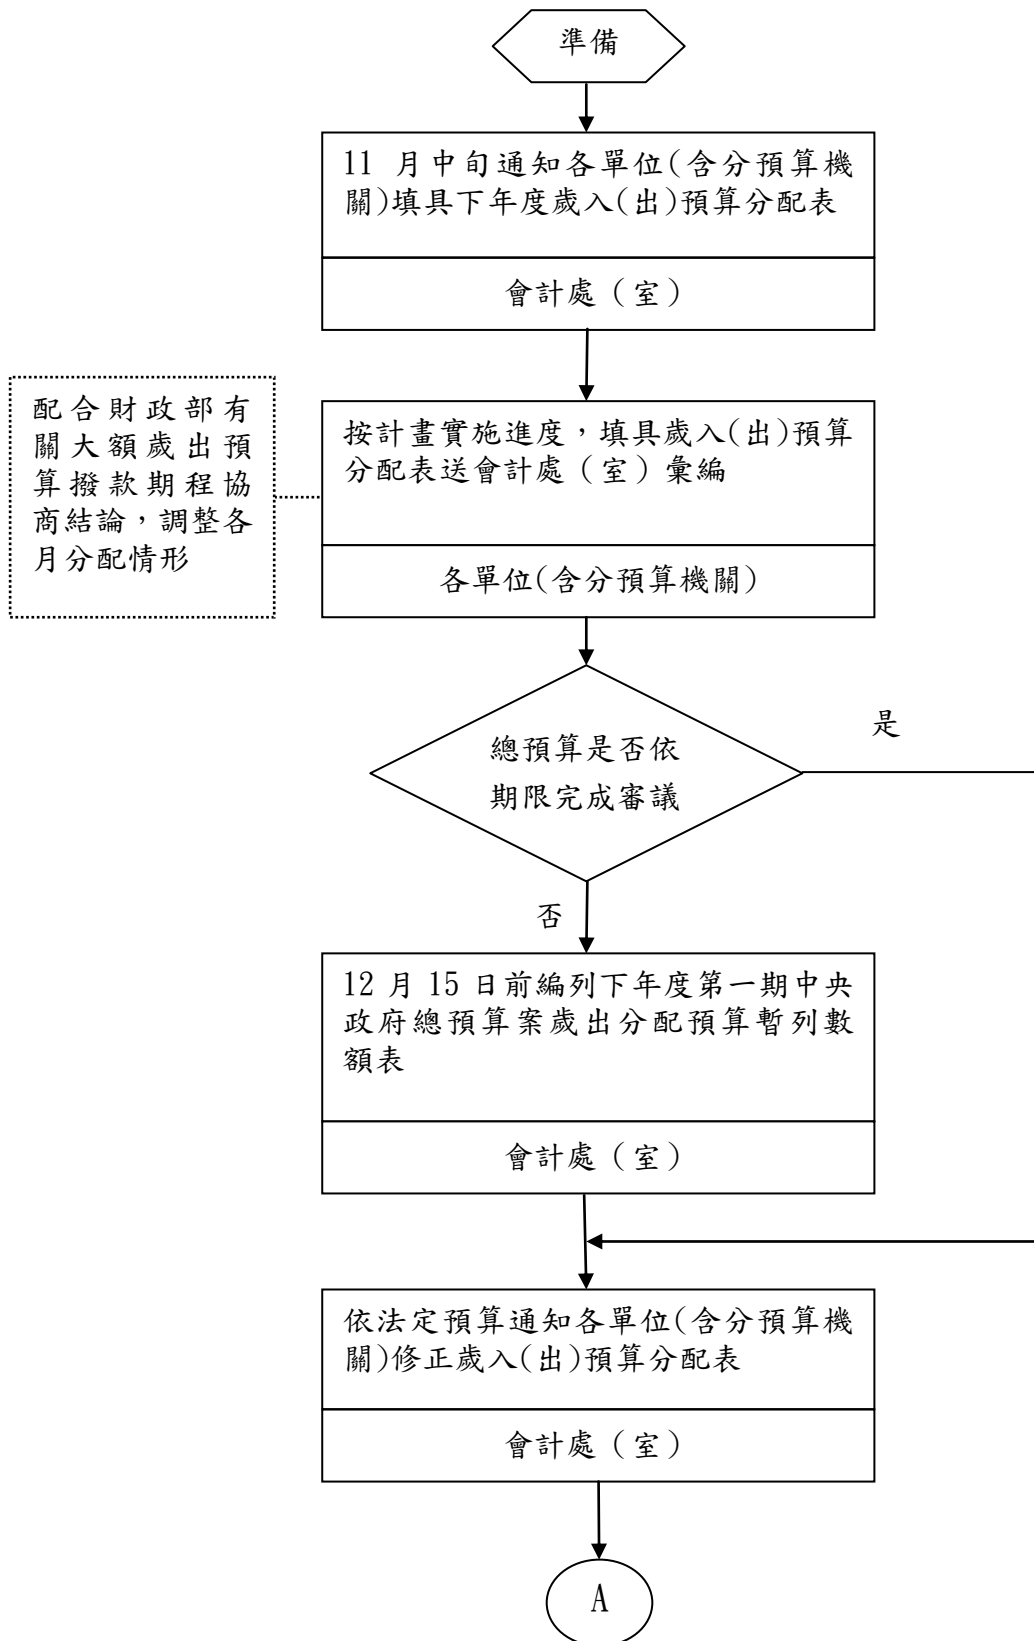 準備
11 月中旬通知各單位(含分預算機
關)填具下年度歲入(出)預算分配表
會計處（室）
配合財政部有
關大額歲出預
算撥款期程協
商結論，調整各
月分配情形
按計畫實施進度，填具歲入(出)預算
分配表送會計處（室）彙編
各單位(含分預算機關)
總預算是否依
期限完成審議
是
否
12 月 15 日前編列下年度第一期中央
政府總預算案歲出分配預算暫列數
額表
會計處（室）
依法定預算通知各單位(含分預算機
關)修正歲入(出)預算分配表
會計處（室）
A